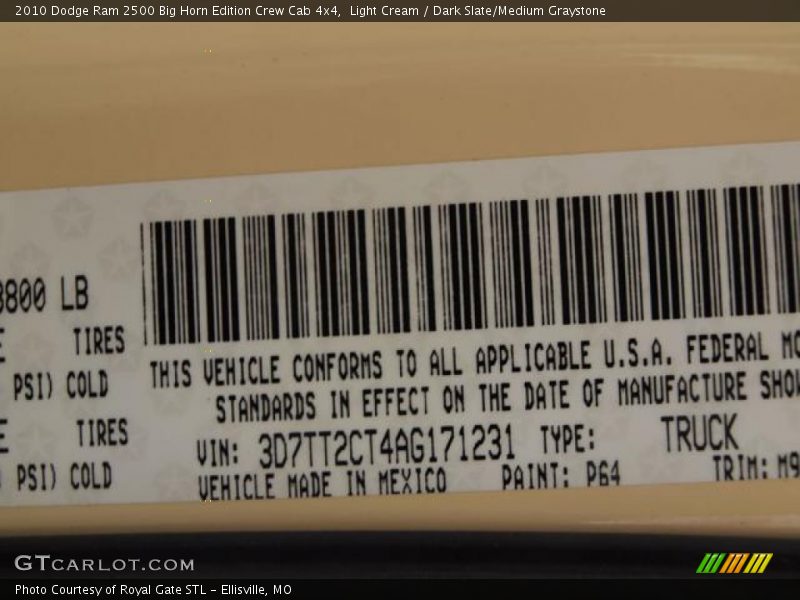 2010 Dodge Ram 2500 Big Horn Edition Crew Cab 4x4,  Light Cream / Dark Slate/Medium Graystone
800 LB
TIRES
PSI) COLD
TIRES
PSI) COLD
THIS VEHICLE CONFORMS TO ALL APPLICABLE U.S.A. FEDERAL MO
STANDARDS IN EFFECT ON THE DATE OF MANUFACTURE SHOW
VIN: 3D7TT2CT4AG171231 TYPE: TRUCK
VEHICLE MADE IN MEXICO PAINT: P64 TRIM: M9
GTCARLOT.COM
Photo Courtesy of Royal Gate STL - Ellisville, MO